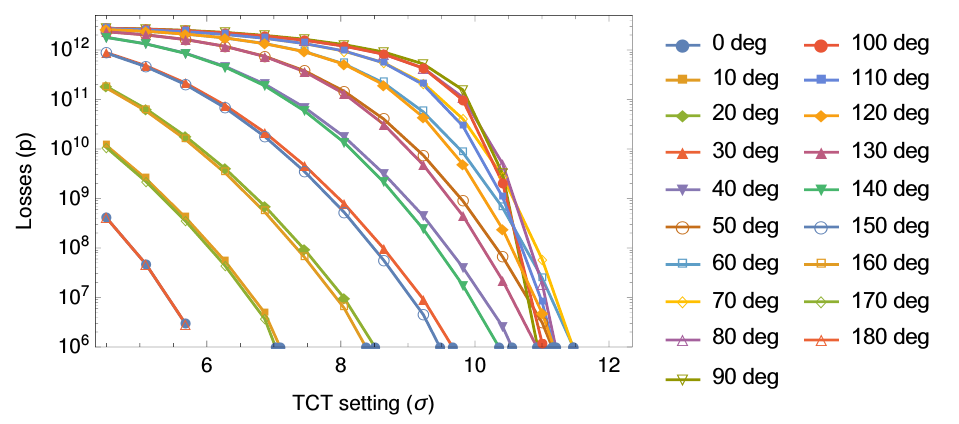 10¹²
10¹¹
10¹⁰
10⁹
10⁸
10⁷
10⁶
Losses (p)
6 8 10 12
TCT setting (σ)
0 deg 100 deg
10 deg 110 deg
20 deg 120 deg
30 deg 130 deg
40 deg 140 deg
50 deg 150 deg
60 deg 160 deg
70 deg 170 deg
80 deg 180 deg
90 deg